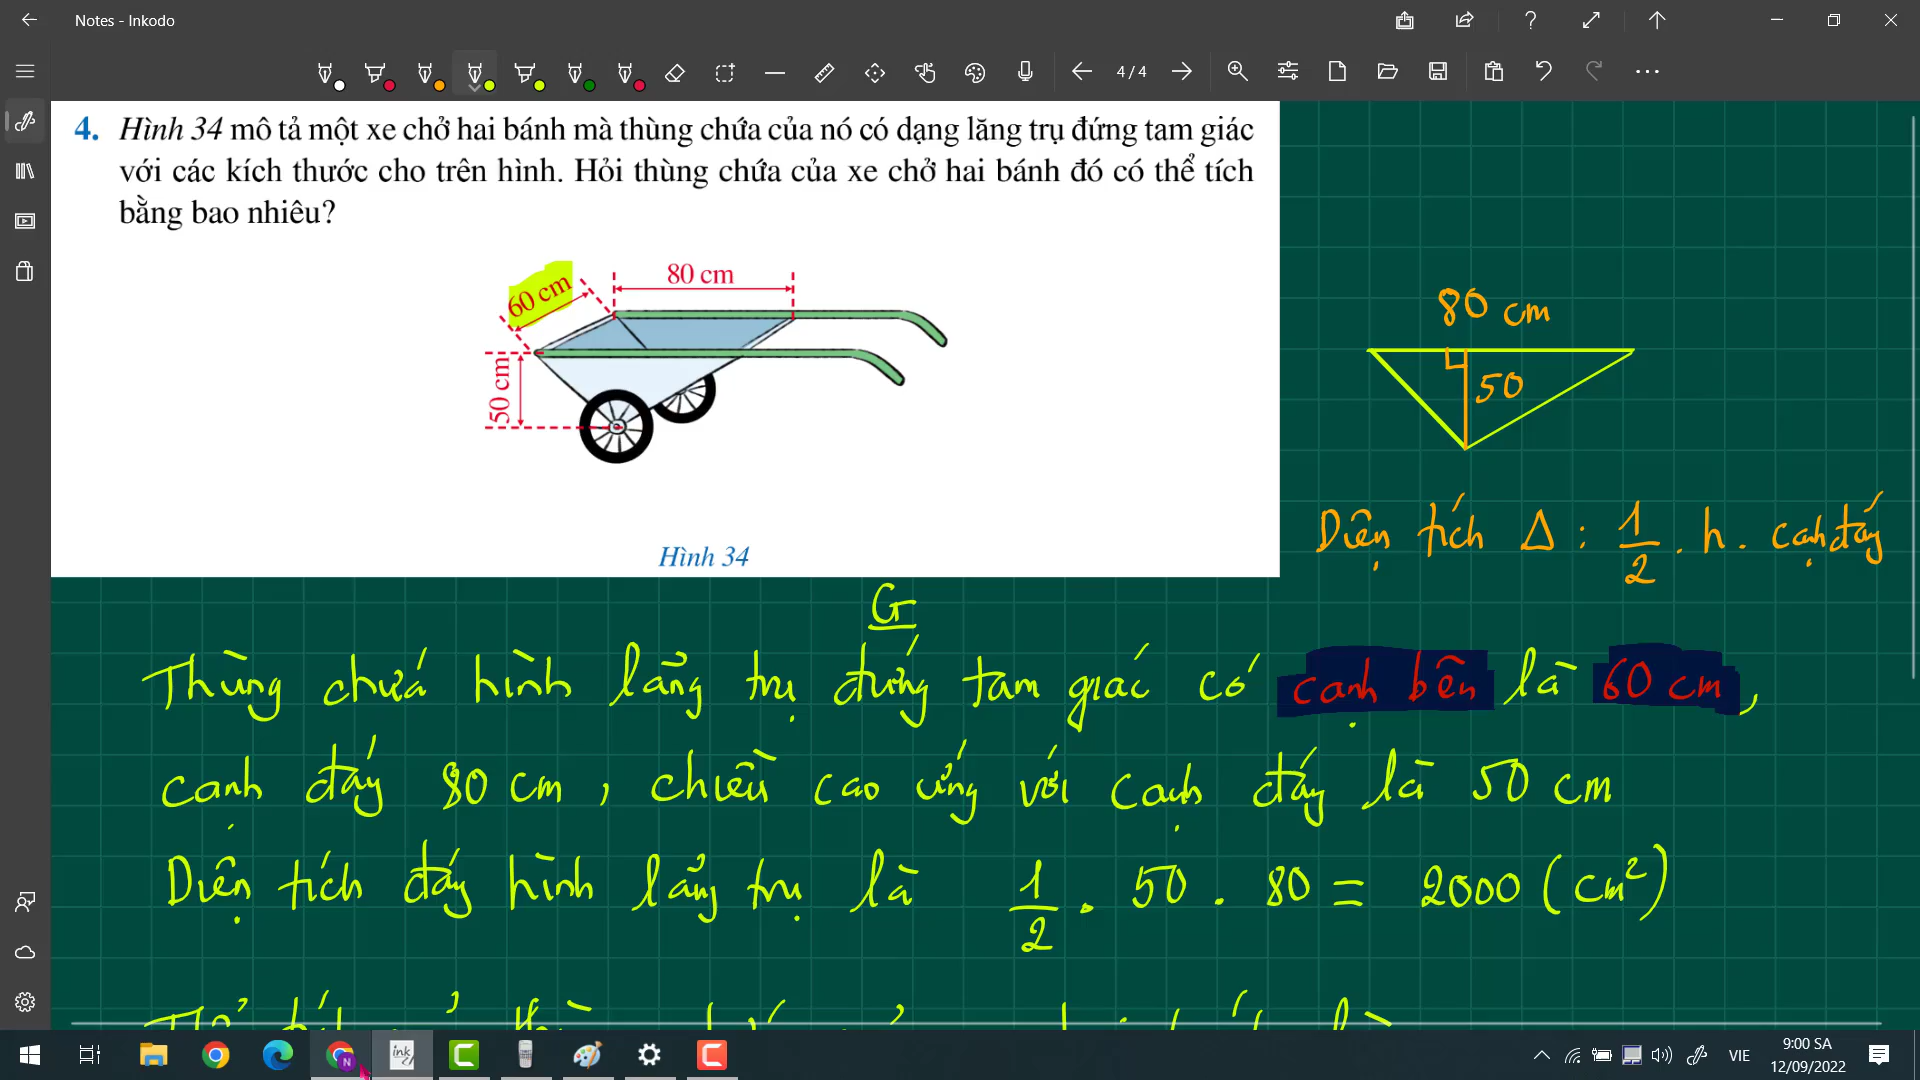 Notes - Inkodo
4 / 4
4. Hình 34 mô tả một xe chở hai bánh mà thùng chứa của nó có dạng lăng trụ đứng tam giác
với các kích thước cho trên hình. Hỏi thùng chứa của xe chở hai bánh đó có thể tích
bằng bao nhiêu?
60 cm
80 cm
50 cm
Hình 34
80 cm
50
Diện tích Δ : 1/2 . h . cạnh đáy
G
Thùng chứa hình lăng trụ đứng tam giác có cạnh bên là 60 cm,
cạnh đáy 80 cm, chiều cao ứng với cạnh đáy là 50 cm
Diện tích đáy hình lăng trụ là 1/2 . 50 . 80 = 2000 (cm²)
VIE
9:00 SA
12/09/2022